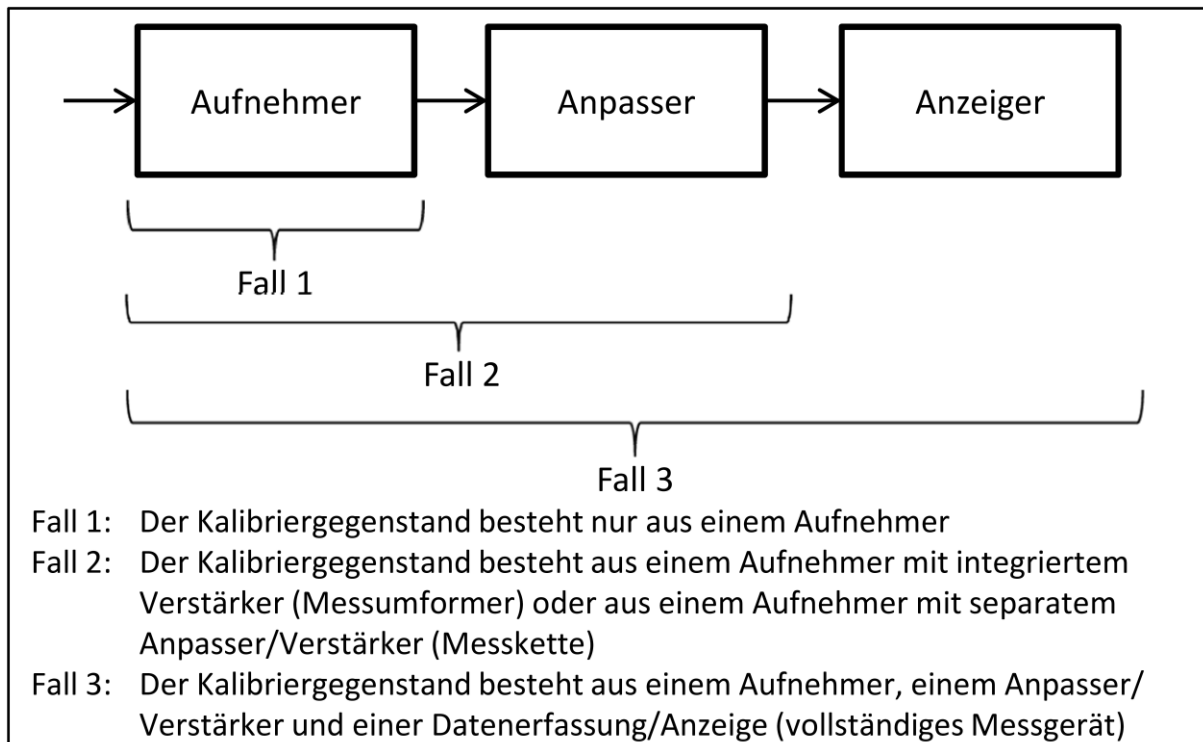 Aufnehmer Anpasser Anzeiger
Fall 1
Fall 2
Fall 3
Fall 1: Der Kalibriergegenstand besteht nur aus einem Aufnehmer
Fall 2: Der Kalibriergegenstand besteht aus einem Aufnehmer mit integriertem
Verstärker (Messumformer) oder aus einem Aufnehmer mit separatem
Anpasser/Verstärker (Messkette)
Fall 3: Der Kalibriergegenstand besteht aus einem Aufnehmer, einem Anpasser/
Verstärker und einer Datenerfassung/Anzeige (vollständiges Messgerät)